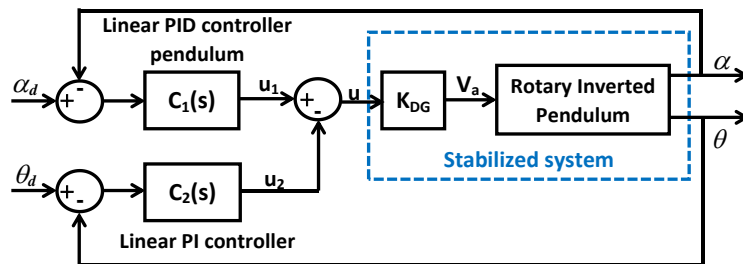 Linear PID controller
pendulum
α
α_d
+
-
C₁(s)
u₁
+
-
u
K_DG
V_a
Rotary Inverted
Pendulum
θ
Stabilized system
θ_d
+
-
C₂(s)
u₂
Linear PI controller